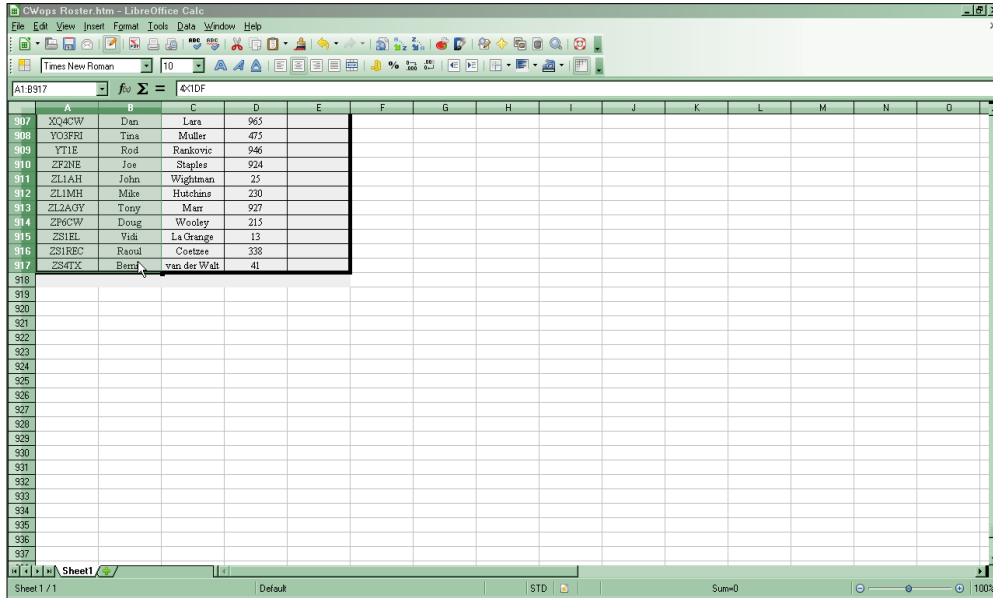 CWops Roster.htm - LibreOffice Calc
File Edit View Insert Format Tools Data Window Help
Times New Roman 10
A1:B917 f(x) Σ = 4X1DF
A B C D E F G H I J K L M N O
907 XQ4CW Dan Lara 965
908 YO3FRI Tina Muller 475
909 YT1E Rod Rankovic 946
910 ZF2NE Joe Staples 924
911 ZL1AH John Wightman 25
912 ZL1MH Mike Hutchins 230
913 ZL2AGY Tony Marr 927
914 ZP6CW Doug Wooley 215
915 ZS1EL Vidi La Grange 13
916 ZS1REC Raoul Coetzee 338
917 ZS4TX van der Walt 41
918
919
920
921
922
923
924
925
926
927
928
929
930
931
932
933
934
935
936
937
Sheet1
Sheet 1 / 1 Default STD Sum=0 100%